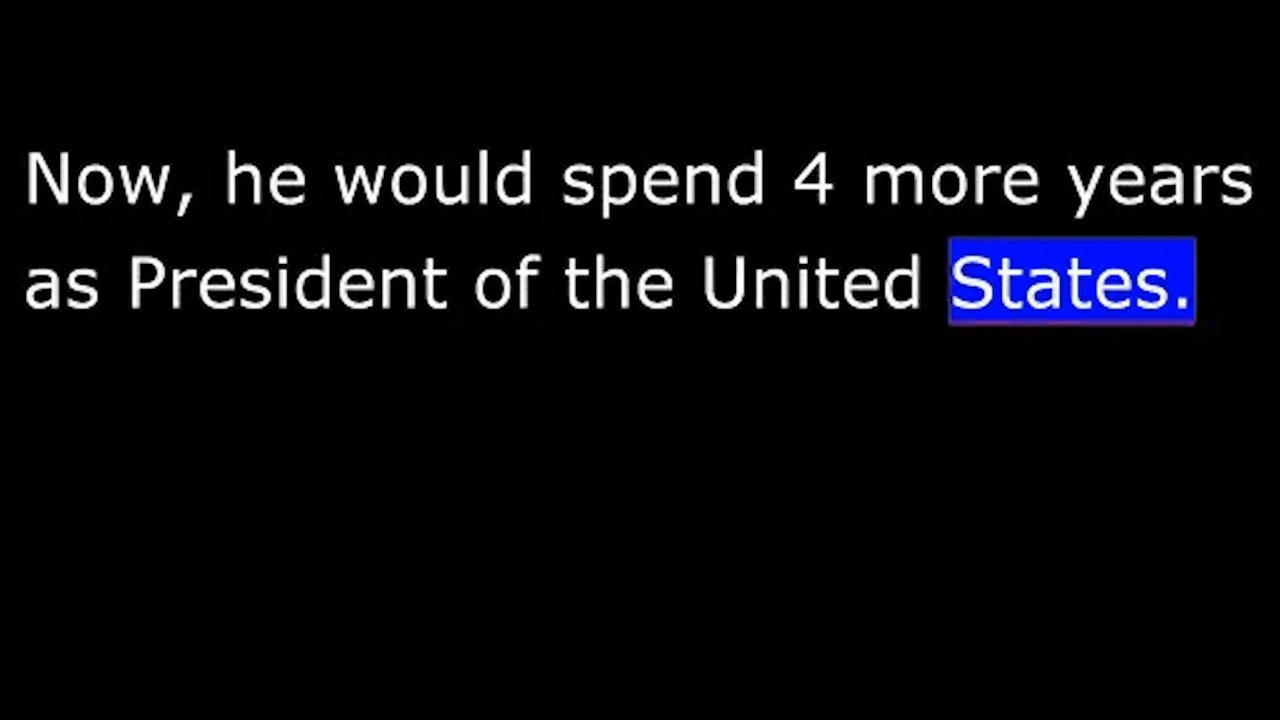 Now, he would spend 4 more years
as President of the United States.